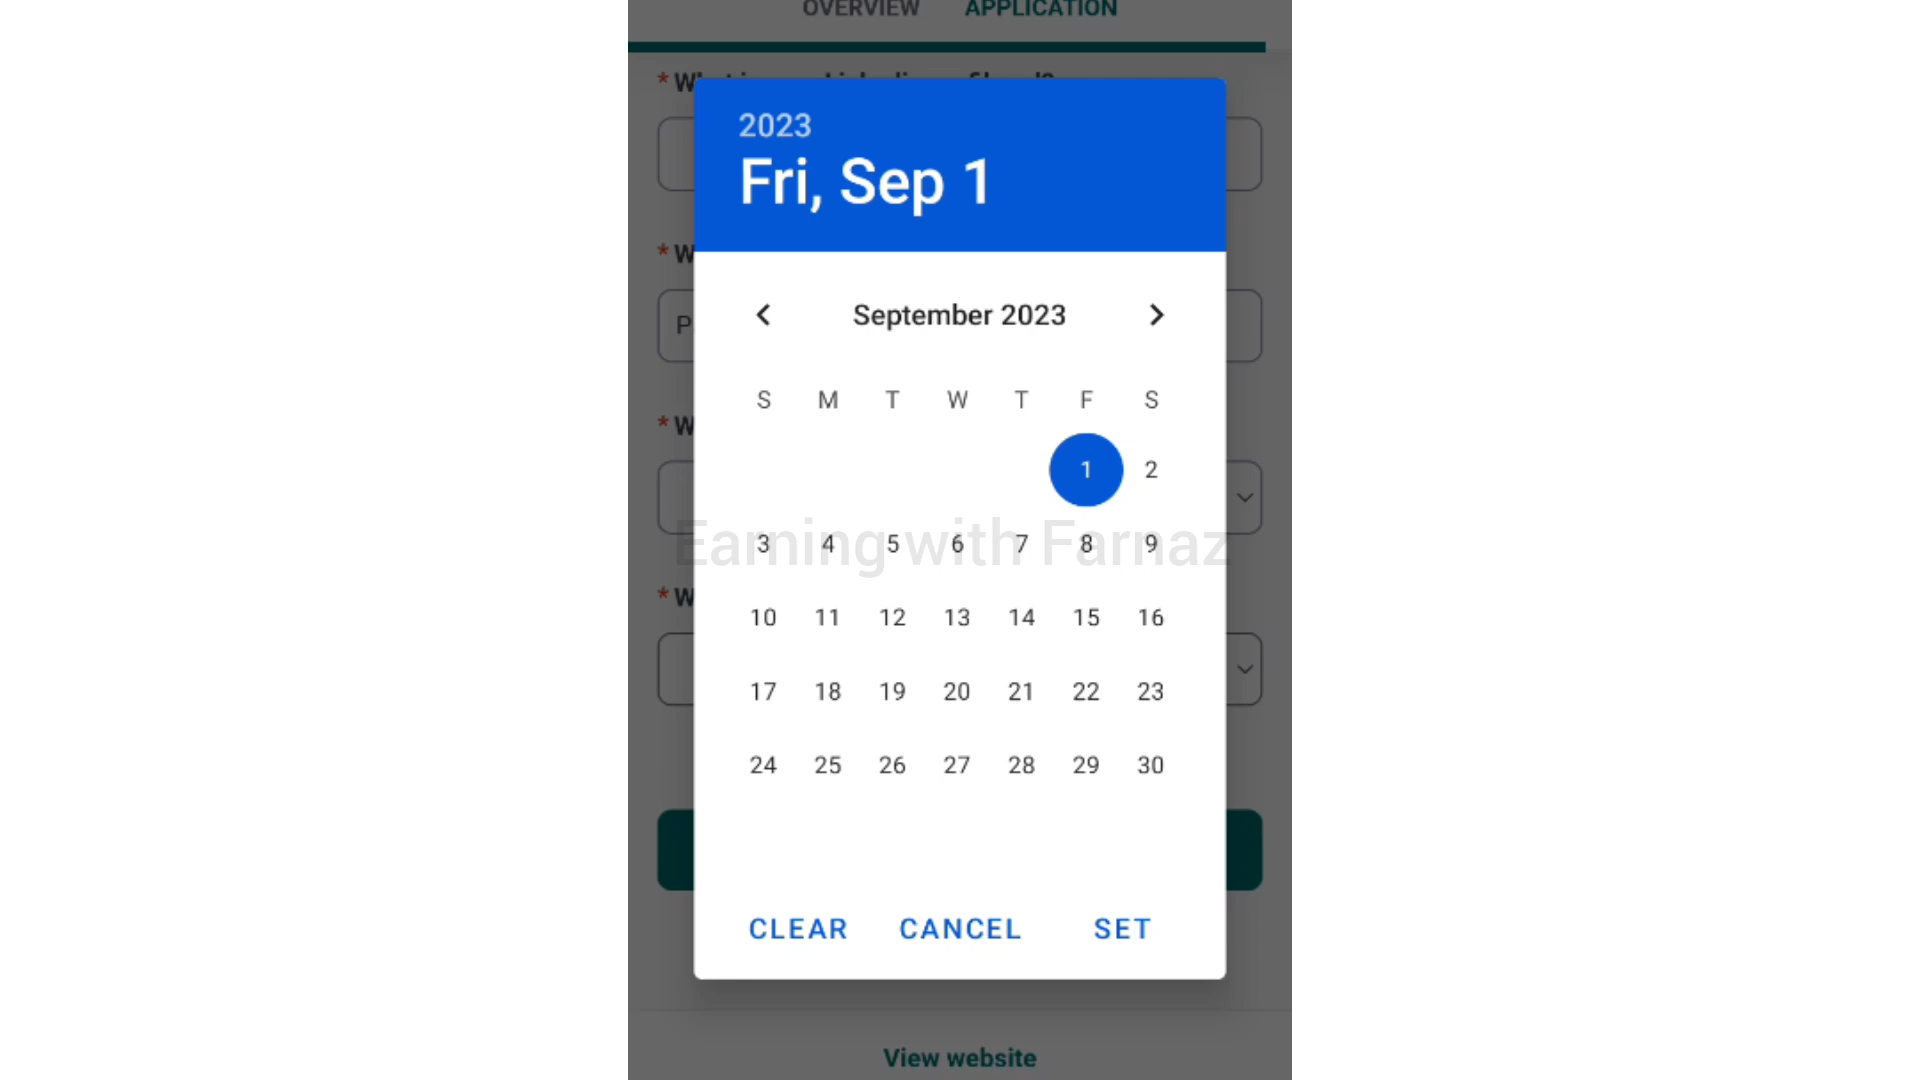 OVERVIEW APPLICATION
2023
Fri, Sep 1
*W
P
*W
*W
September 2023
S M T W T F S
1 2
3 4 5 6 7 8 9
Earning with Farnaz
10 11 12 13 14 15 16
17 18 19 20 21 22 23
24 25 26 27 28 29 30
CLEAR CANCEL SET
View website